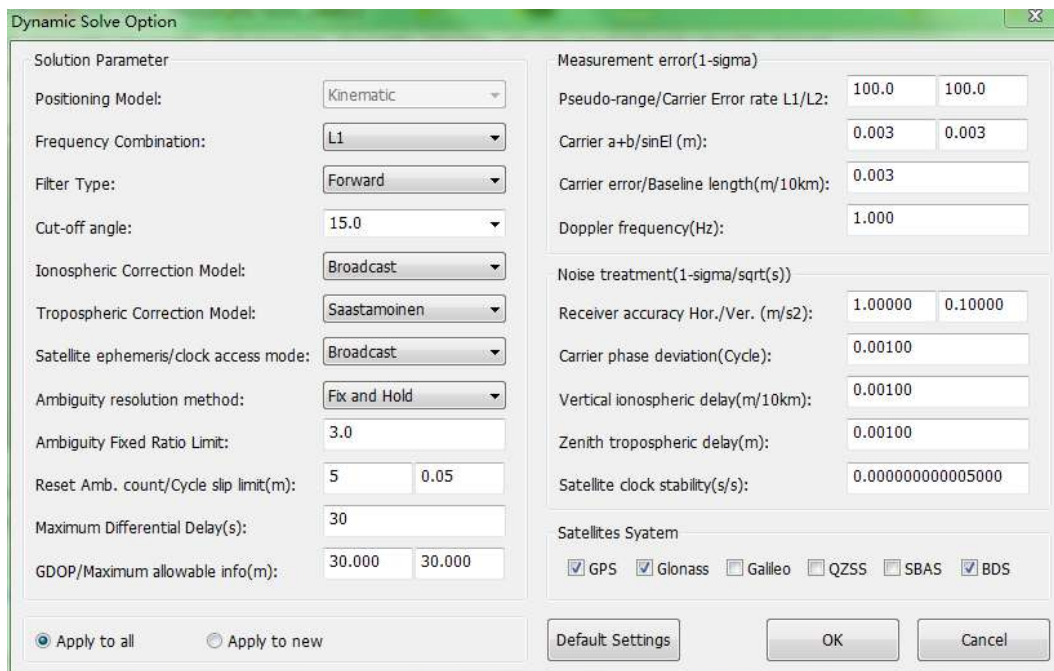 Dynamic Solve Option
Solution Parameter
Positioning Model: Kinematic
Frequency Combination: L1
Filter Type: Forward
Cut-off angle: 15.0
Ionospheric Correction Model: Broadcast
Tropospheric Correction Model: Saastamoinen
Satellite ephemeris/clock access mode: Broadcast
Ambiguity resolution method: Fix and Hold
Ambiguity Fixed Ratio Limit: 3.0
Reset Amb. count/Cycle slip limit(m): 5 0.05
Maximum Differential Delay(s): 30
GDOP/Maximum allowable info(m): 30.000 30.000
Apply to all Apply to new
Measurement error(1-sigma)
Pseudo-range/Carrier Error rate L1/L2: 100.0 100.0
Carrier a+b/sinEl (m): 0.003 0.003
Carrier error/Baseline length(m/10km): 0.003
Doppler frequency(Hz): 1.000
Noise treatment(1-sigma/sqrt(s))
Receiver accuracy Hor./Ver. (m/s2): 1.00000 0.10000
Carrier phase deviation(Cycle): 0.00100
Vertical ionospheric delay(m/10km): 0.00100
Zenith tropospheric delay(m): 0.00100
Satellite clock stability(s/s): 0.000000000005000
Satellites Syatem
GPS Glonass Galileo QZSS SBAS BDS
Default Settings OK Cancel